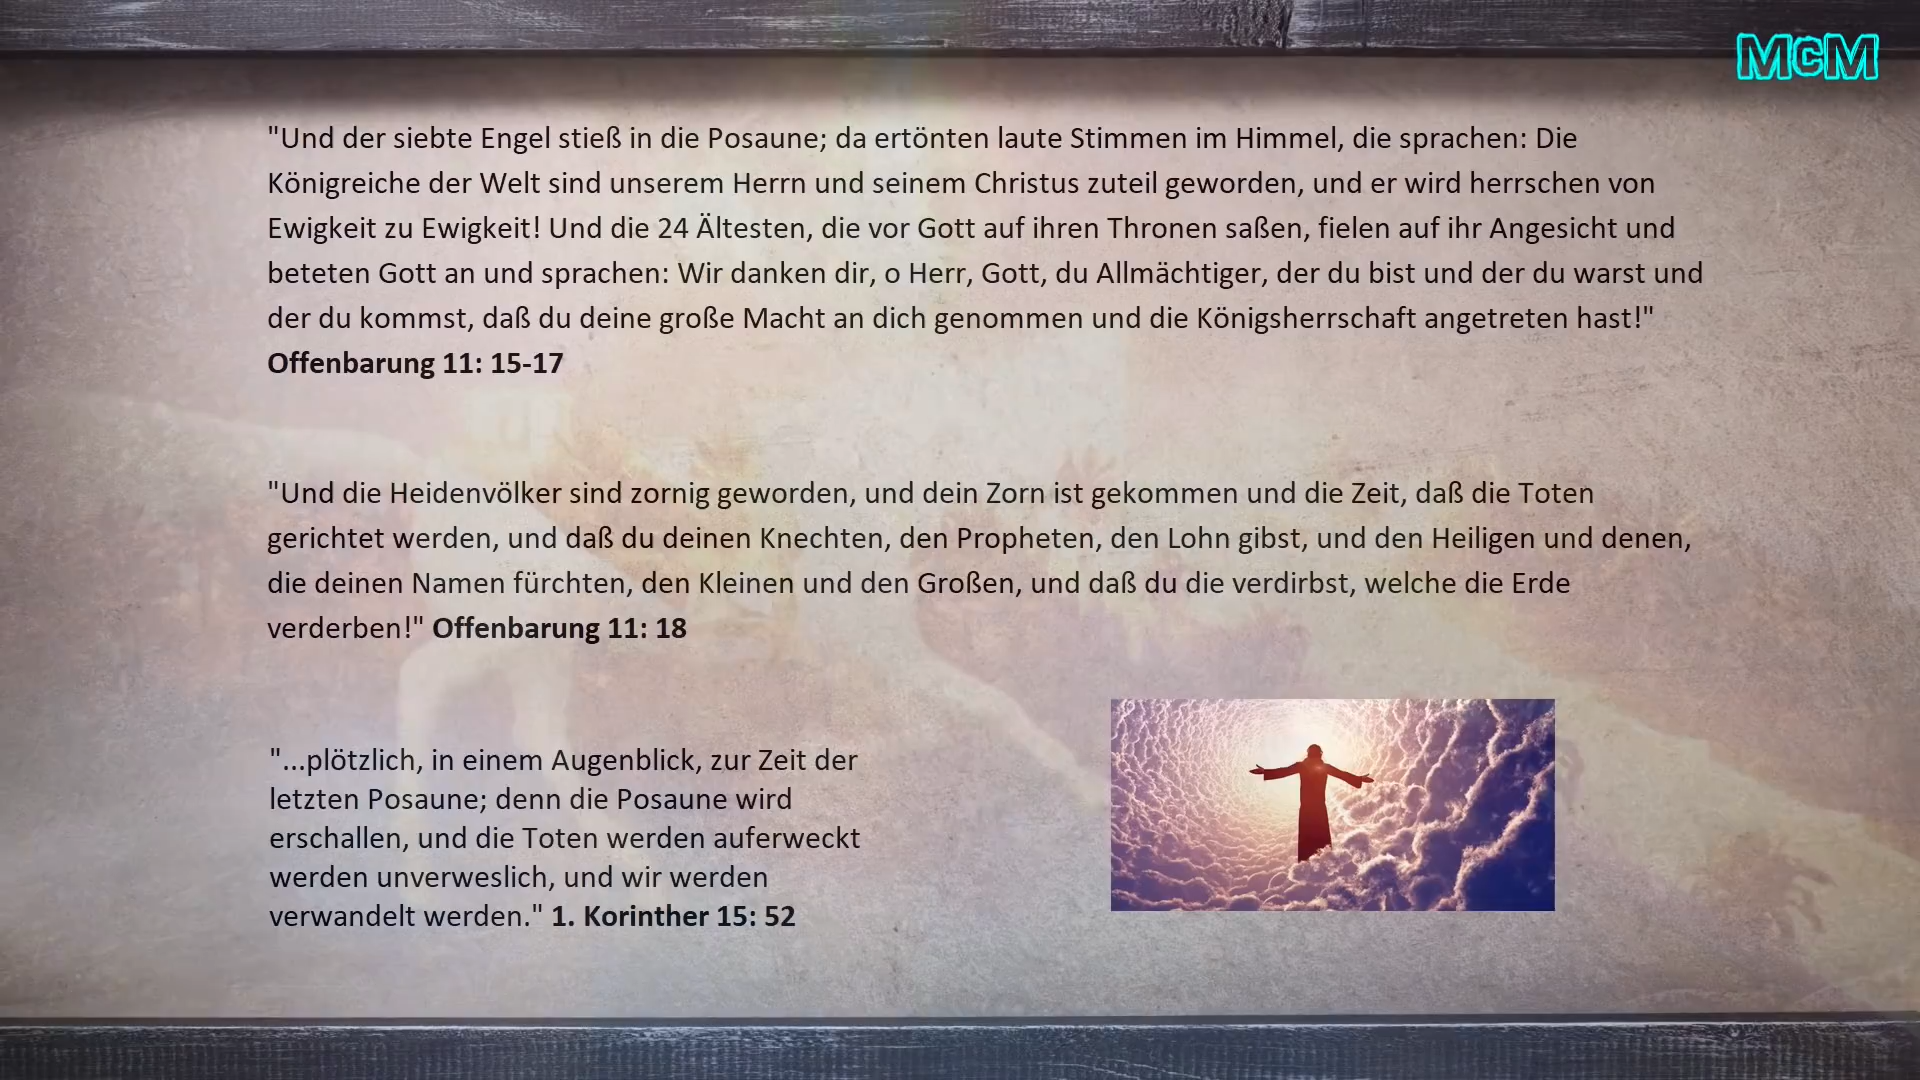 McM
"Und der siebte Engel stieß in die Posaune; da ertönten laute Stimmen im Himmel, die sprachen: Die
Königreiche der Welt sind unserem Herrn und seinem Christus zuteil geworden, und er wird herrschen von
Ewigkeit zu Ewigkeit! Und die 24 Ältesten, die vor Gott auf ihren Thronen saßen, fielen auf ihr Angesicht und
beteten Gott an und sprachen: Wir danken dir, o Herr, Gott, du Allmächtiger, der du bist und der du warst und
der du kommst, daß du deine große Macht an dich genommen und die Königsherrschaft angetreten hast!"
Offenbarung 11: 15-17
"Und die Heidenvölker sind zornig geworden, und dein Zorn ist gekommen und die Zeit, daß die Toten
gerichtet werden, und daß du deinen Knechten, den Propheten, den Lohn gibst, und den Heiligen und denen,
die deinen Namen fürchten, den Kleinen und den Großen, und daß du die verdirbst, welche die Erde
verderben!" Offenbarung 11: 18
"...plötzlich, in einem Augenblick, zur Zeit der
letzten Posaune; denn die Posaune wird
erschallen, und die Toten werden auferweckt
werden unverweslich, und wir werden
verwandelt werden." 1. Korinther 15: 52